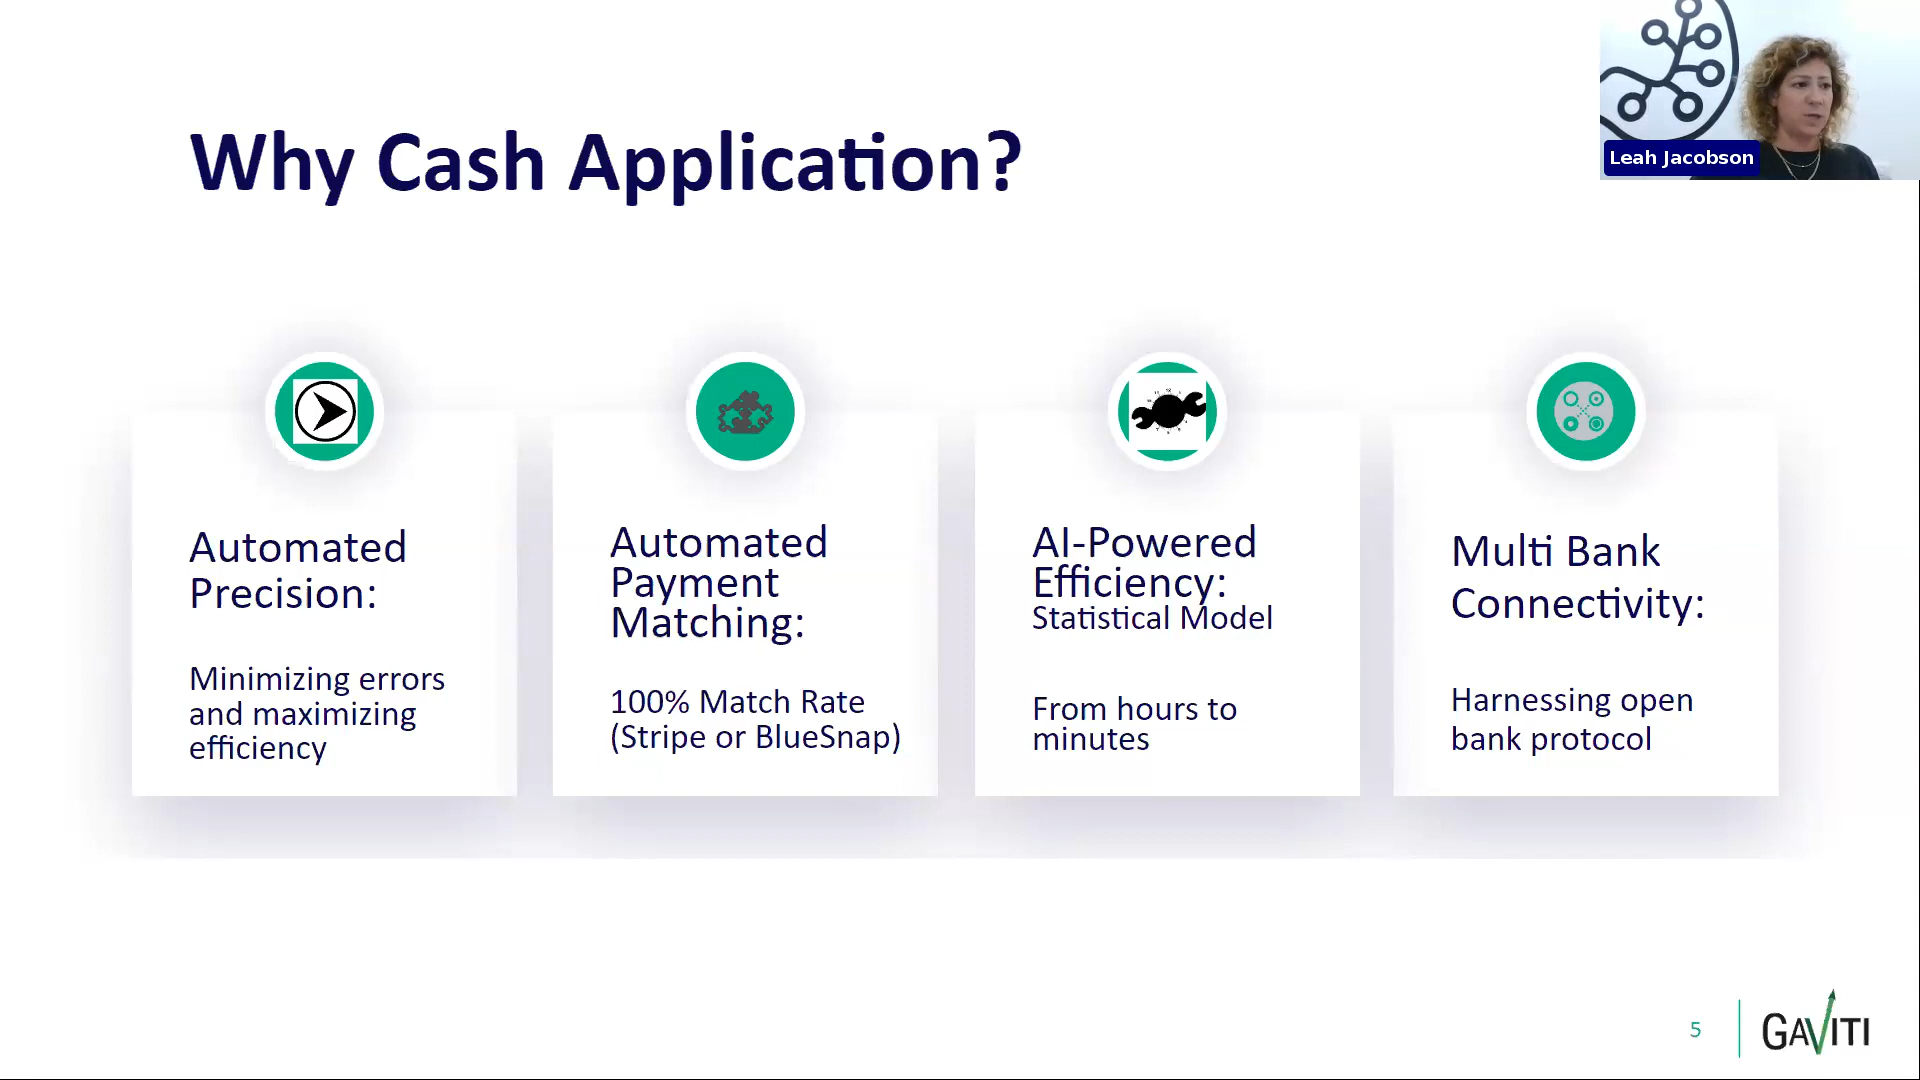 Why Cash Application?
Leah Jacobson
Automated
Precision:
Minimizing errors
and maximizing
efficiency
Automated
Payment
Matching:
100% Match Rate
(Stripe or BlueSnap)
AI-Powered
Efficiency:
Statistical Model
From hours to
minutes
Multi Bank
Connectivity:
Harnessing open
bank protocol
5
GAVITI